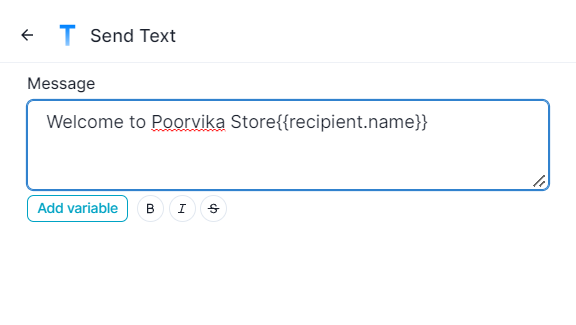 Send Text
Message
Welcome to Poorvika Store{{recipient.name}}
Add variable B I S